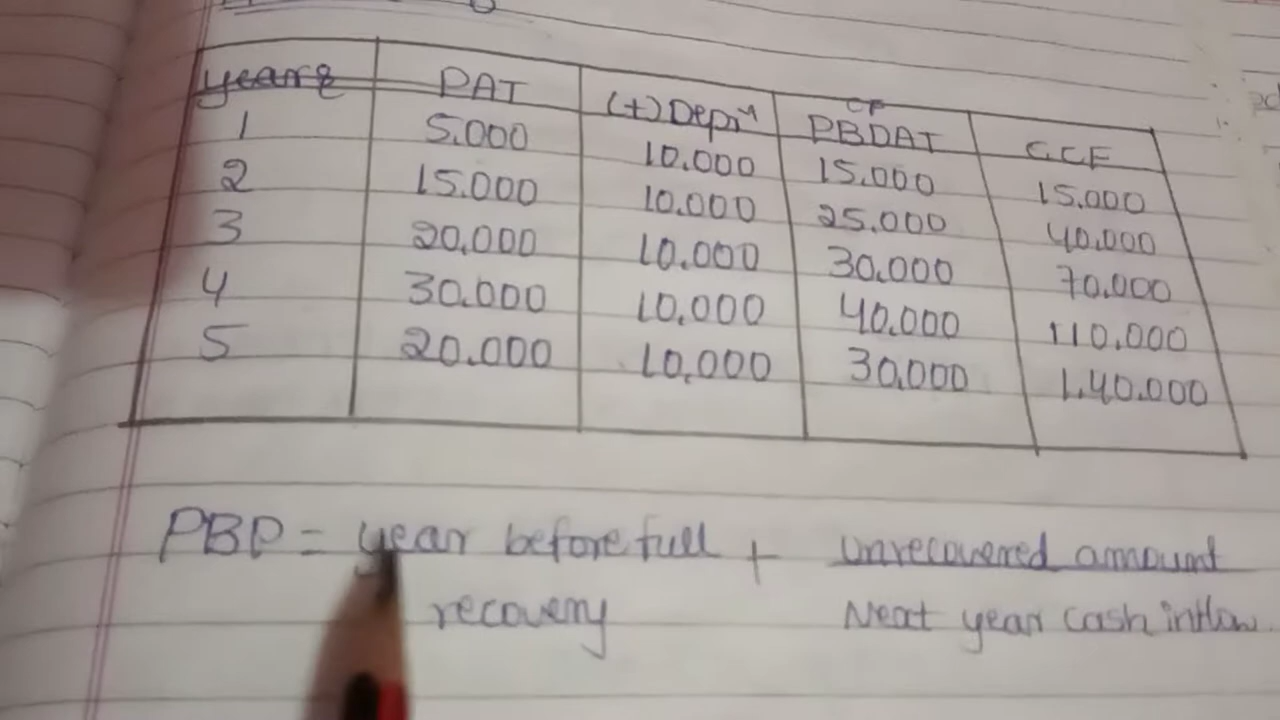 years PAT (+) Depn CF PBDAT C.CF
1 5.000 10.000 15.000 15.000
2 15.000 10.000 25.000 40.000
3 20,000 10.000 30.000 70.000
4 30.000 10,000 40.000 110.000
5 20.000 10,000 30,000 1.40.000
PBP = year before full + unrecovered amount
recovery Next year cash inflow